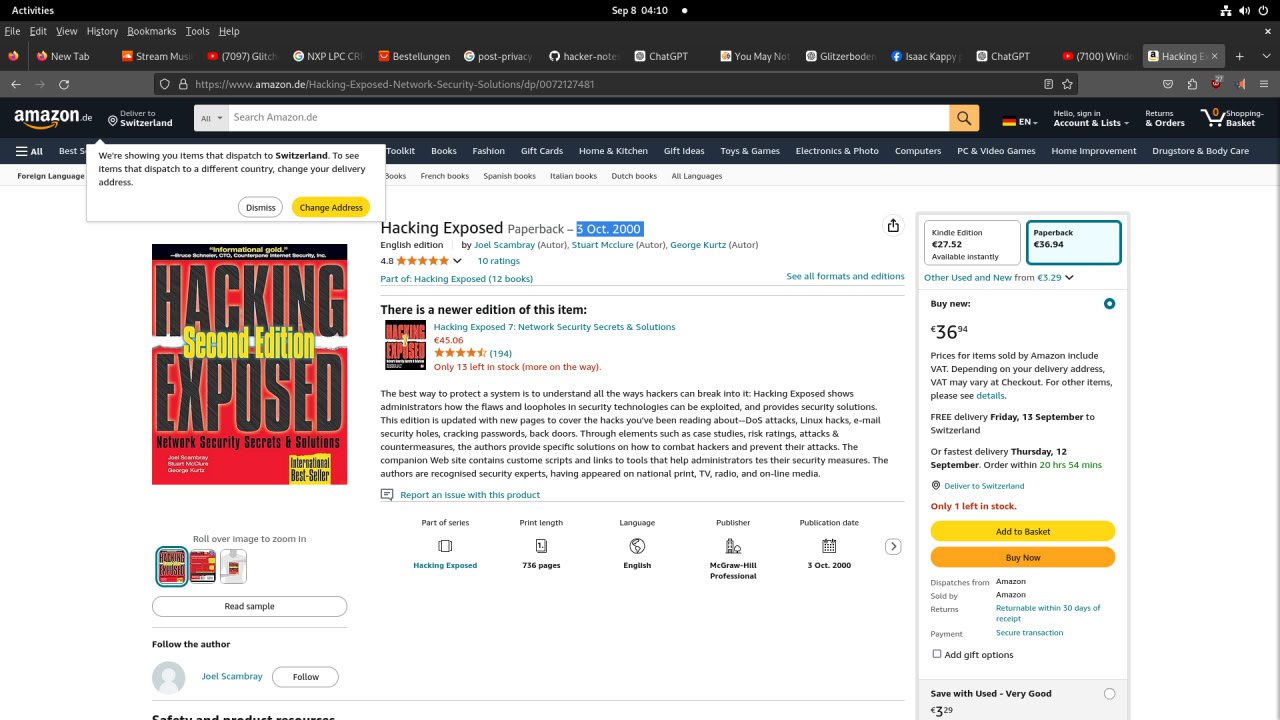 Activities
Sep 8 04:10
File Edit View History Bookmarks Tools Help
New Tab
Stream Music
(7097) Glitch
NXP LPC CRP
Bestellungen
post-privacy
hacker-notes
ChatGPT
You May Not
Glitterbox
Isaac Kappy p
ChatGPT
(7100) Windo
Hacking Ex
https://www.amazon.de/Hacking-Exposed-Network-Security-Solutions/dp/0072127481
amazon.de
Deliver to
Switzerland
All
Search Amazon.de
EN
Hello, sign in
Account & Lists
Returns
& Orders
0
Shopping-
Basket
All
Best S
Toolkit
Books
Fashion
Gift Cards
Home & Kitchen
Gift Ideas
Toys & Games
Electronics & Photo
Computers
PC & Video Games
Home Improvement
Drugstore & Body Care
Foreign Language
Books
French books
Spanish books
Italian books
Dutch books
All Languages
We're showing you items that dispatch to Switzerland. To see
items that dispatch to a different country, change your delivery
address.
Dismiss
Change Address
Hacking Exposed Paperback – 3 Oct. 2000
English edition
by Joel Scambray (Autor), Stuart Mcclure (Autor), George Kurtz (Autor)
4.8
10 ratings
Part of: Hacking Exposed (12 books)
See all formats and editions
There is a newer edition of this item:
HACKING
EXPOSED
Hacking Exposed 7: Network Security Secrets & Solutions
€45.06
(194)
Only 13 left in stock (more on the way).
The best way to protect a system is to understand all the ways hackers can break into it: Hacking Exposed shows
administrators how the flaws and loopholes in security technologies can be exploited, and provides security solutions.
This edition is updated with new pages to cover the hacks you've been reading about--DoS attacks, Linux hacks, e-mail
security holes, cracking passwords, back doors. Through elements such as case studies, risk ratings, attacks &
countermeasures, the authors provide specific solutions on how to combat hackers and prevent their attacks. The
companion Web site contains custome scripts and links to tools that help administrators tes their security measures. The
authors are recognised security experts, having appeared on national print, TV, radio, and on-line media.
Report an issue with this product
Part of series
Hacking Exposed
Print length
736 pages
Language
English
Publisher
McGraw-Hill
Professional
Publication date
3 Oct. 2000
"Informational gold."
—Bruce Schneier, CTO, Counterpane Internet Security, Inc.
HACKING
Second Edition
EXPOSED
Network Security Secrets & Solutions
Joel Scambray
Stuart McClure
George Kurtz
International
Best-Seller
Roll over image to zoom in
Read sample
Follow the author
Joel Scambray
Follow
Safety and product resources
Kindle Edition
€27.52
Available instantly
Paperback
€36.94
Other Used and New from €3.29
Buy new:
€36 94
Prices for items sold by Amazon include
VAT. Depending on your delivery address,
VAT may vary at Checkout. For other items,
please see details.
FREE delivery Friday, 13 September to
Switzerland
Or fastest delivery Thursday, 12
September. Order within 20 hrs 54 mins
Deliver to Switzerland
Only 1 left in stock.
Add to Basket
Buy Now
Dispatches from Amazon
Sold by Amazon
Returns Returnable within 30 days of
receipt
Payment Secure transaction
Add gift options
Save with Used - Very Good
€3 29